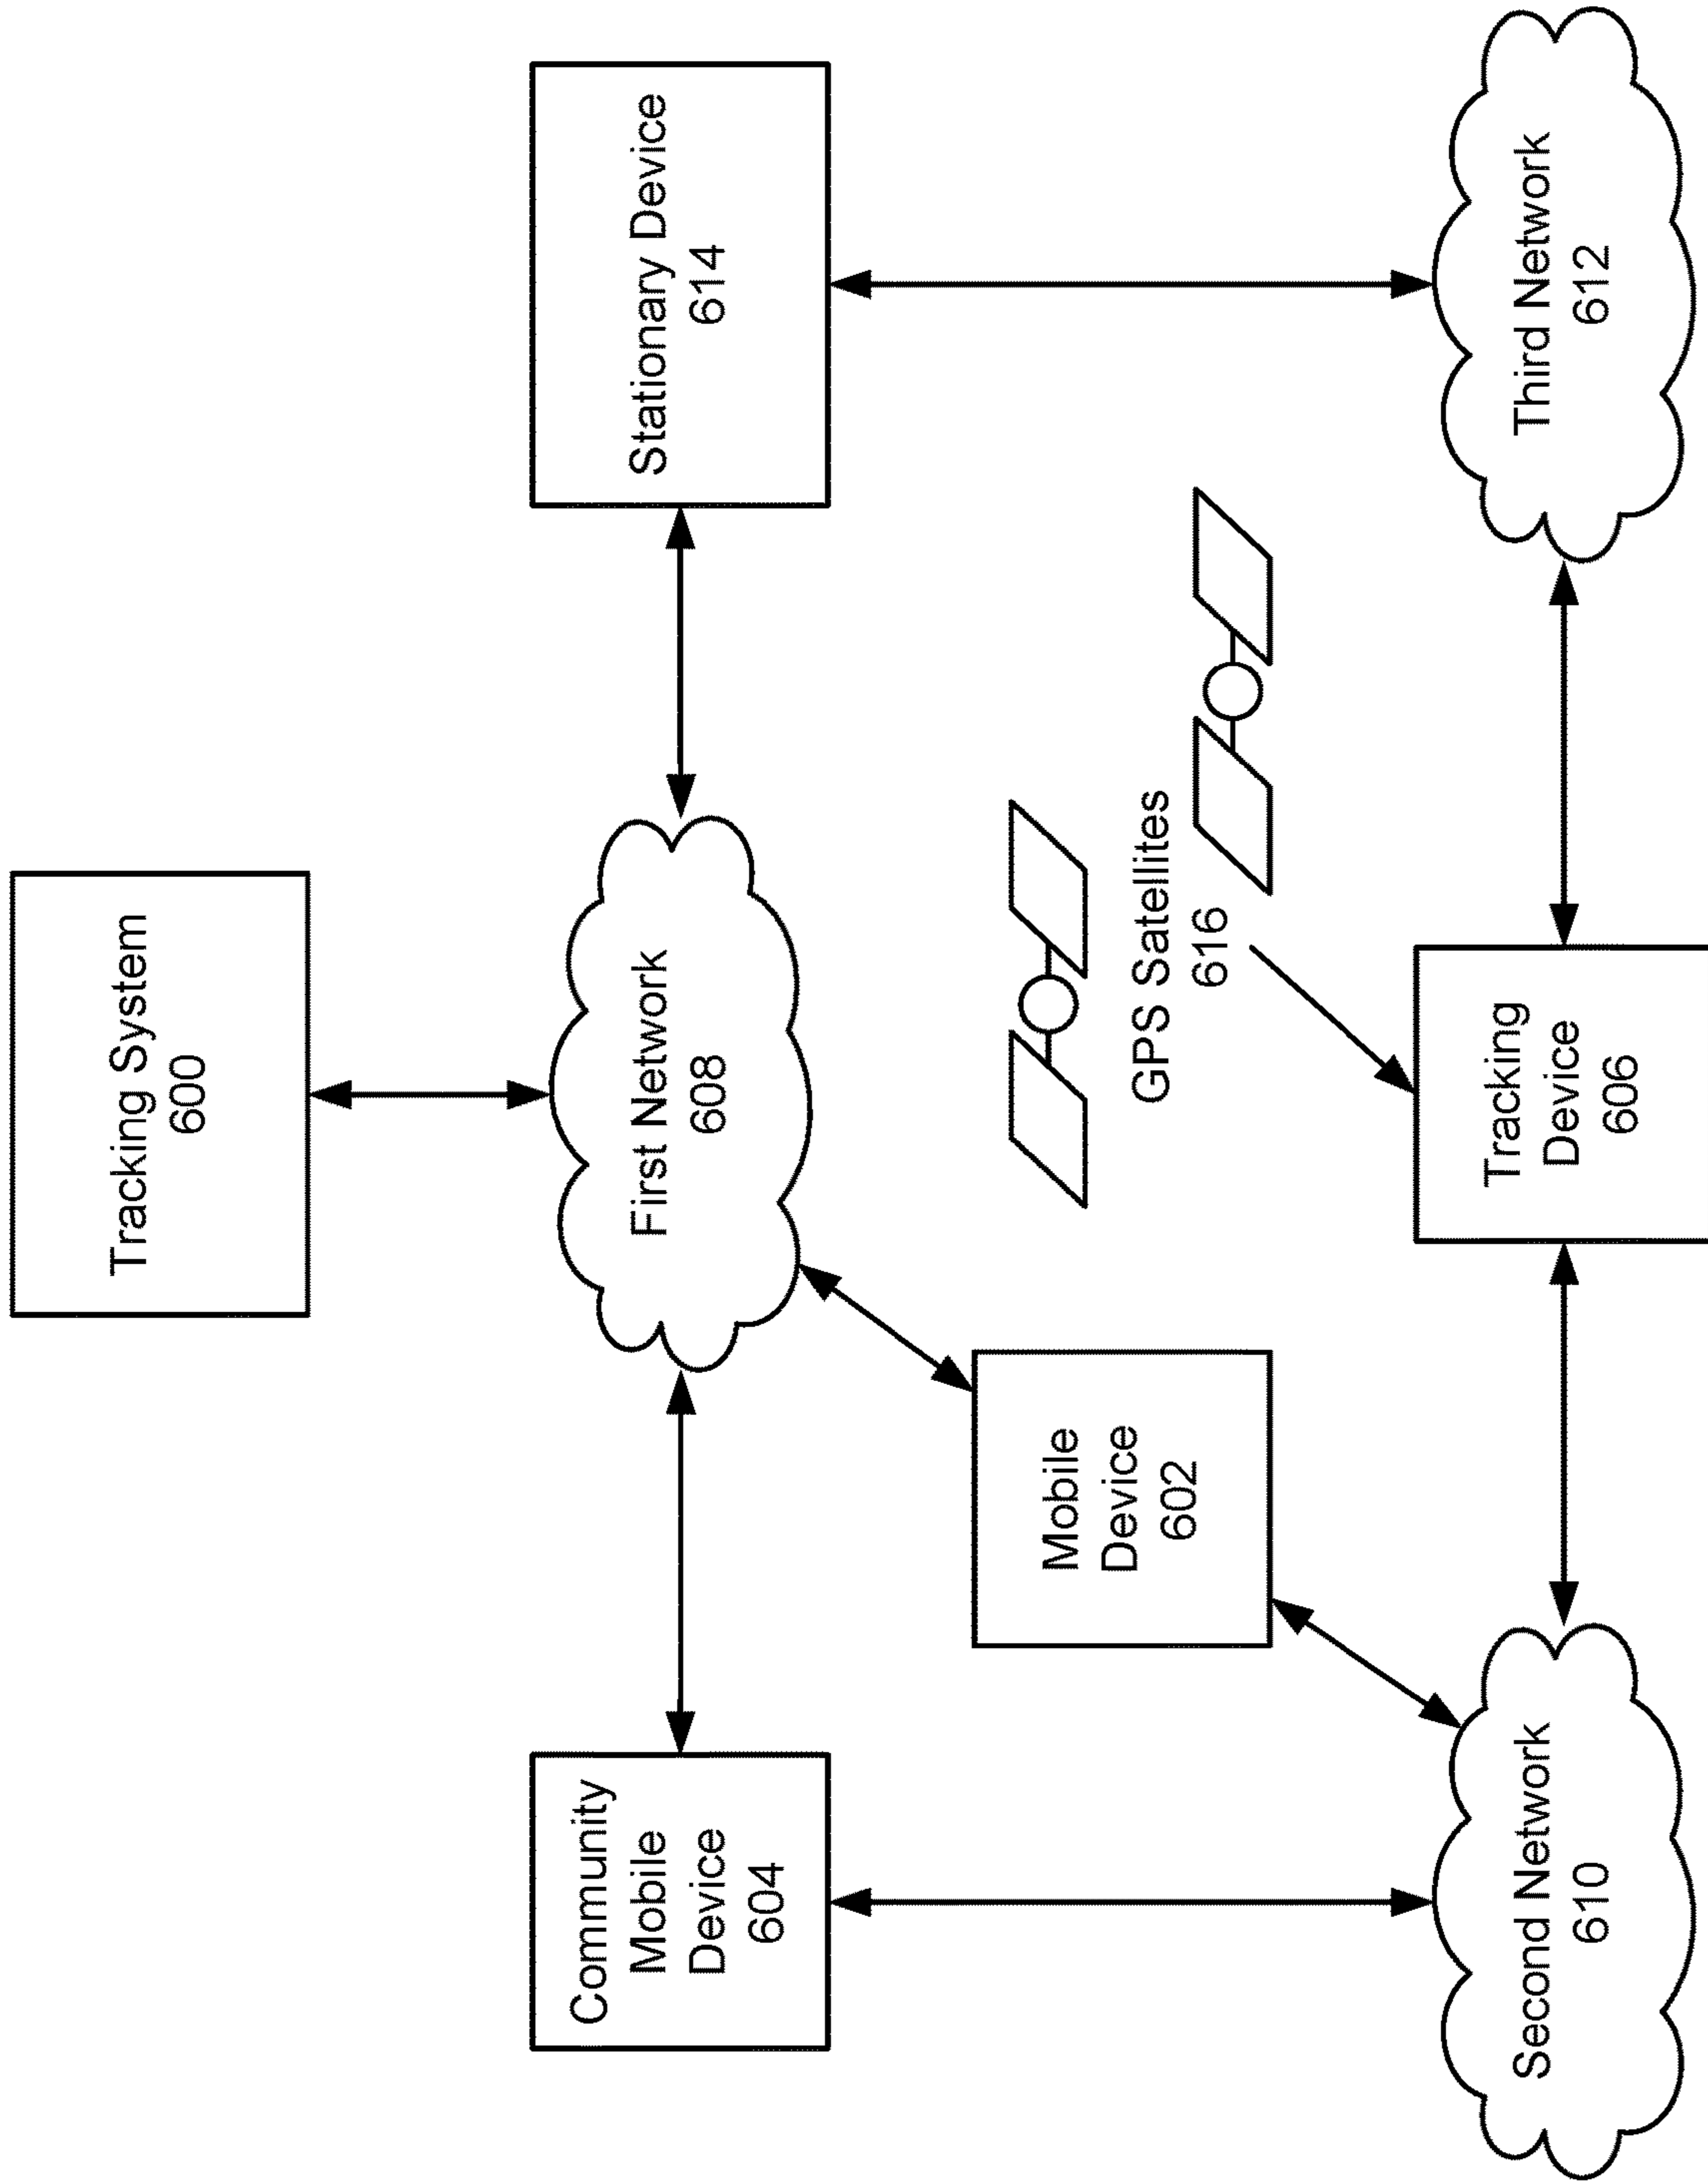 Tracking System
600
Community
Mobile
Device
604
First Network
608
Stationary Device
614
Mobile
Device
602
GPS Satellites
616
Second Network
610
Tracking
Device
606
Third Network
612